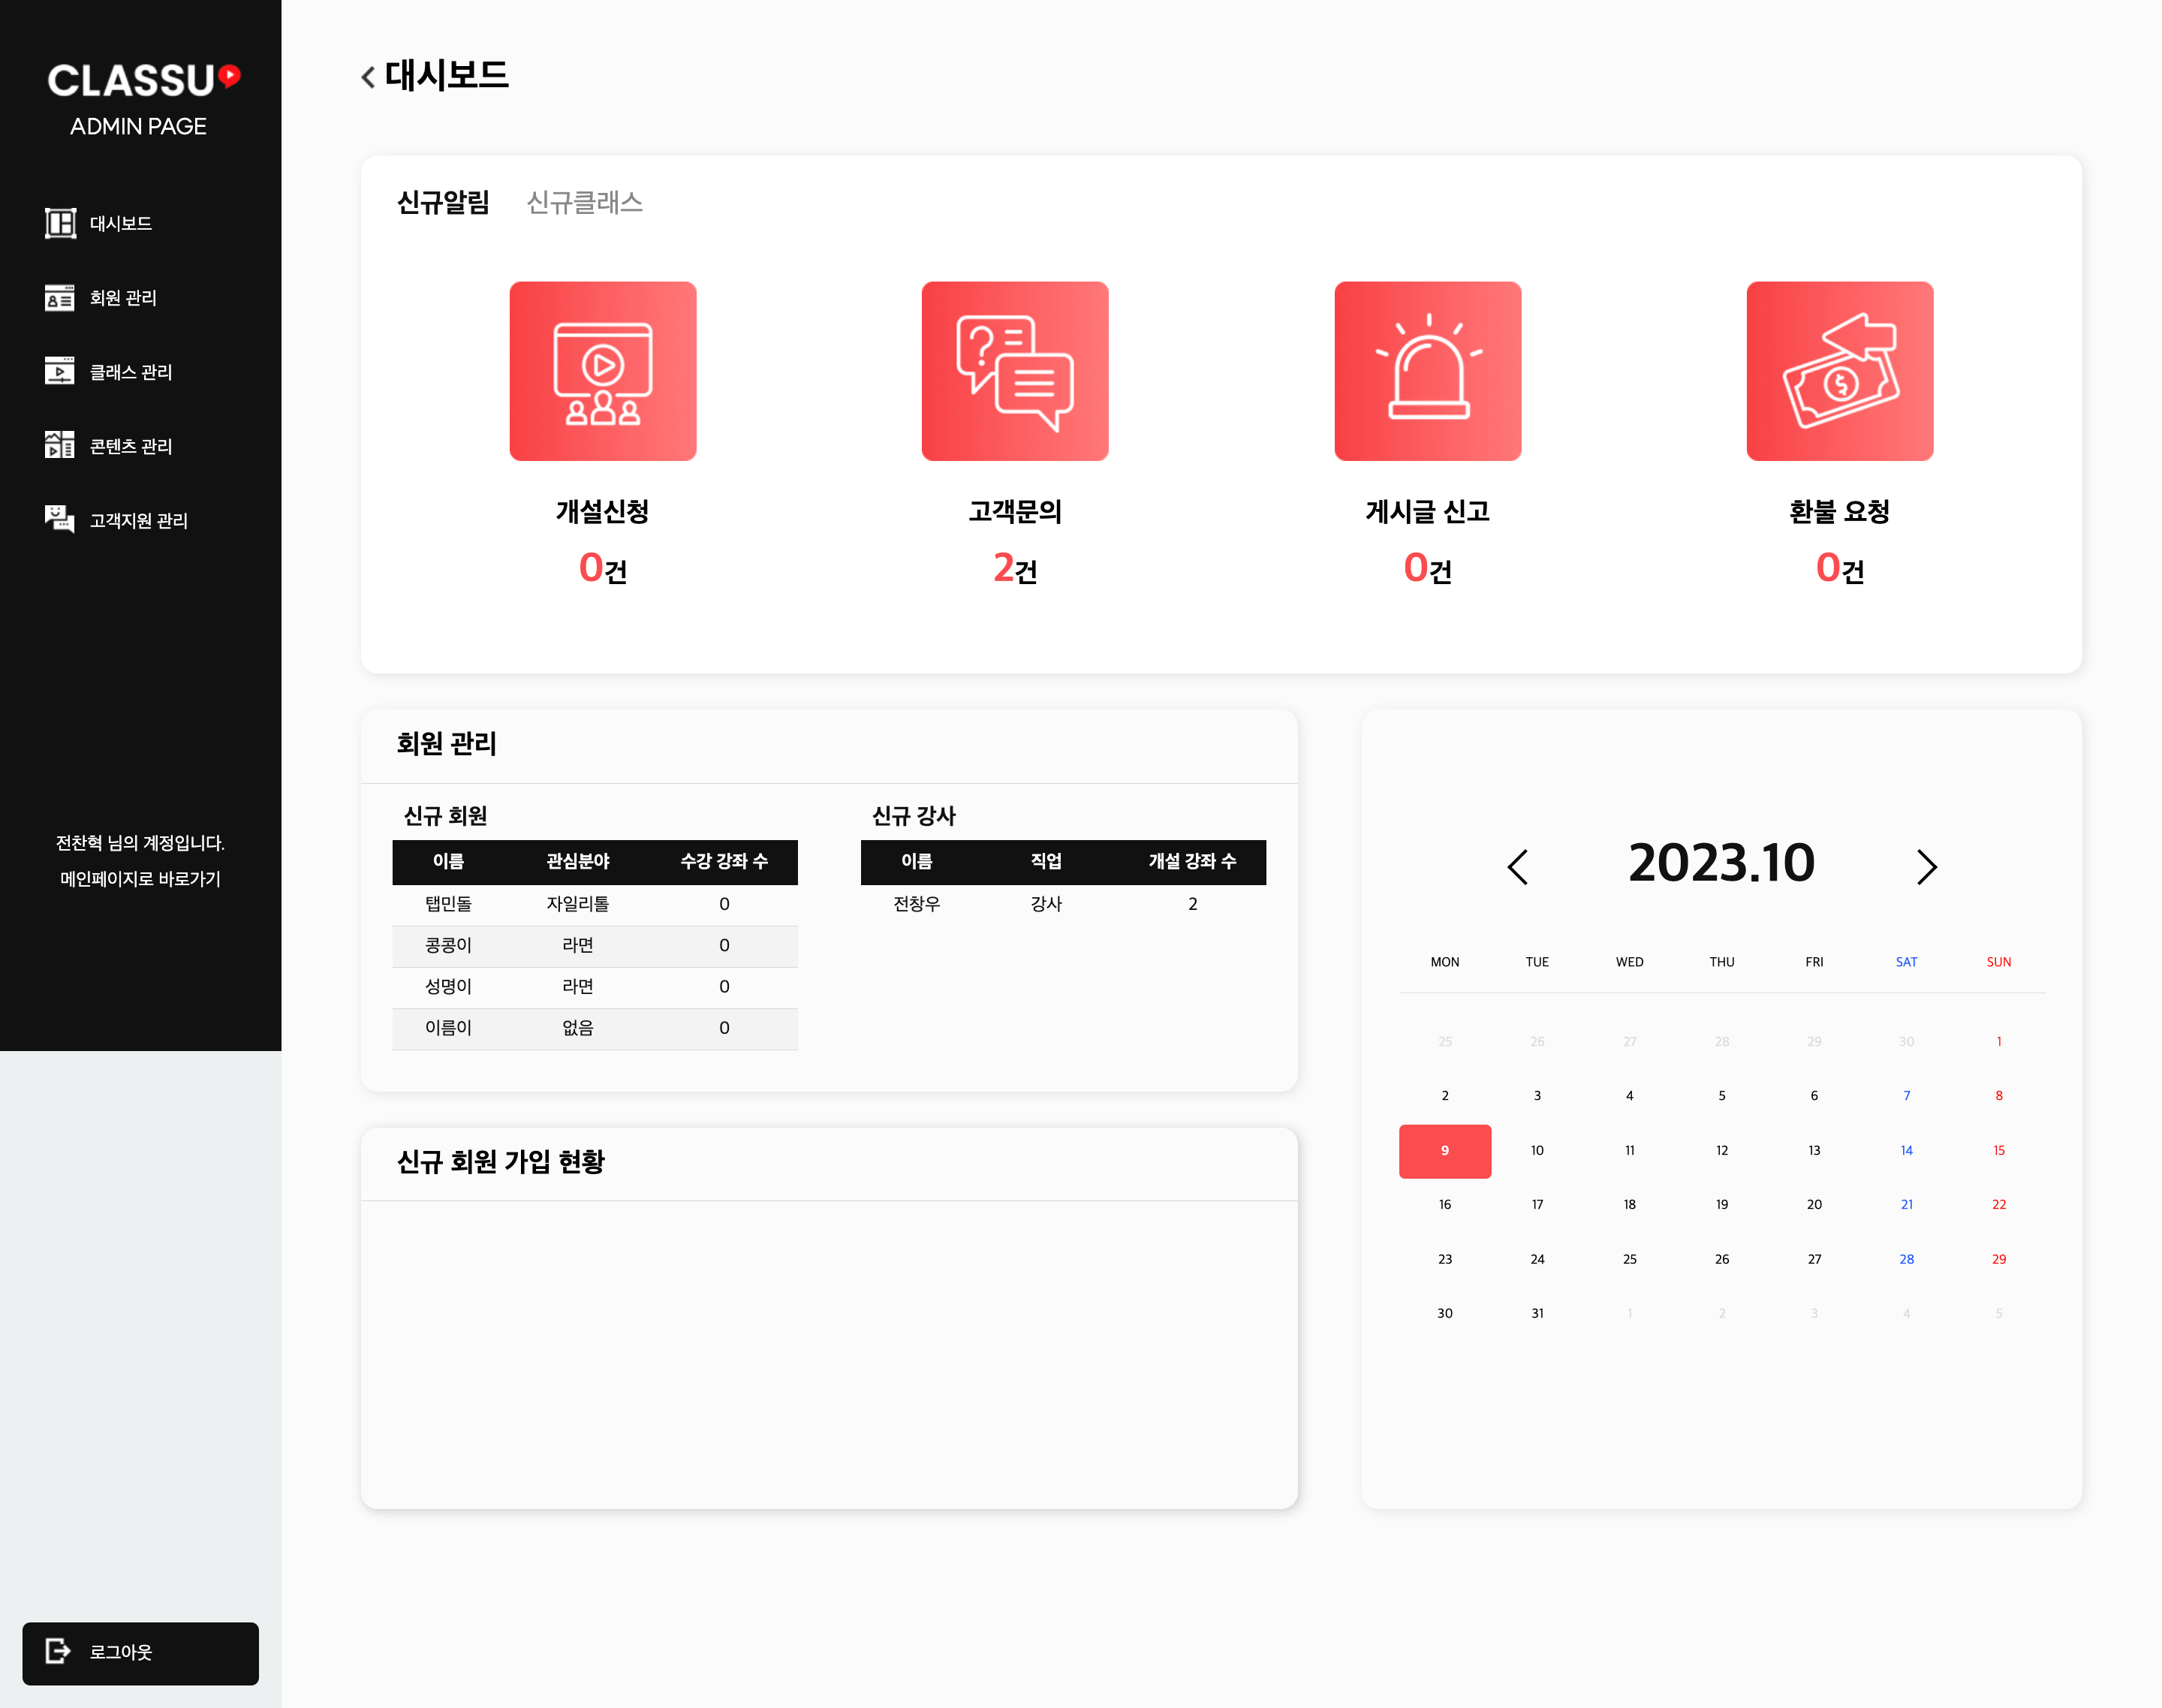 CLASSU
ADMIN PAGE
대시보드
회원 관리
클래스 관리
콘텐츠 관리
고객지원 관리
전찬혁 님의 계정입니다.
메인페이지로 바로가기
로그아웃
대시보드
신규알림 신규클래스
개설신청 고객문의 게시글 신고 환불 요청
0건 2건 0건 0건
회원 관리
신규 회원
이름 관심분야 수강 강좌 수
탭민돌 자일리톨 0
콩콩이 라면 0
성명이 라면 0
이름이 없음 0
신규 강사
이름 직업 개설 강좌 수
전창우 강사 2
신규 회원 가입 현황
2023.10
MON TUE WED THU FRI SAT SUN
25 26 27 28 29 30 1
2 3 4 5 6 7 8
9 10 11 12 13 14 15
16 17 18 19 20 21 22
23 24 25 26 27 28 29
30 31 1 2 3 4 5